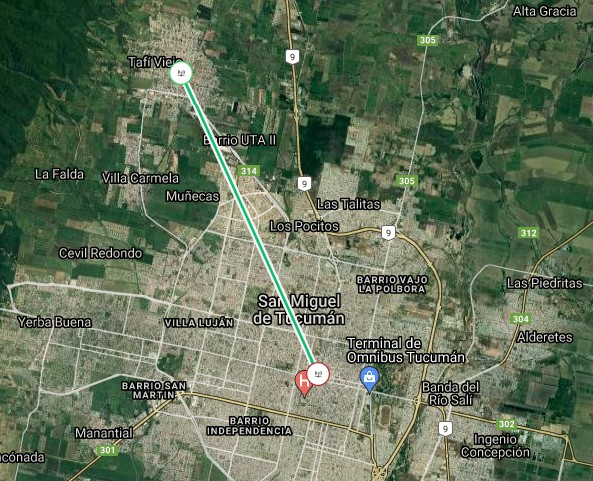 Alta Gracia
305
9
Tafí Viejo
Barrio UTA II
314
La Falda
Villa Carmela
9
305
Muñecas
Las Talitas
Los Pocitos
9
312
Cevil Redondo
BARRIO VAJO
LA POLBORA
Las Piedritas
San Miguel
de Tucumán
Yerba Buena
VILLA LUJÁN
304
Terminal de
Omnibus Tucumán
Alderetes
H
BARRIO SAN
MARTIN
Banda del
Río Salí
BARRIO
INDEPENDENCIA
9
302
Manantial
Ingenio
Concepción
301